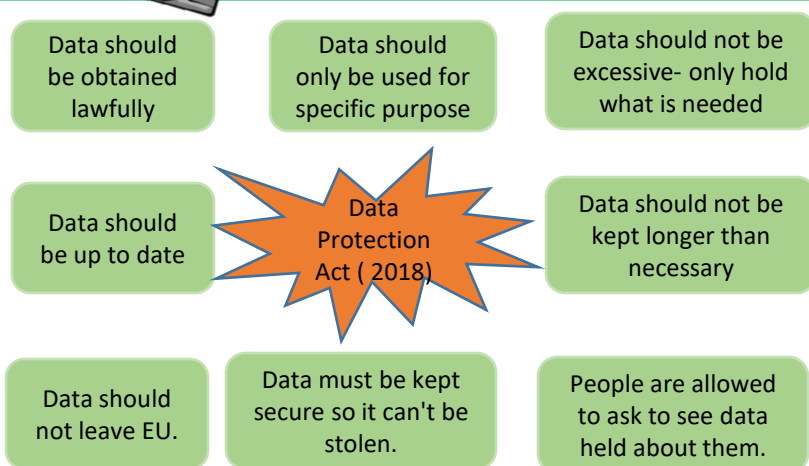 Data should
be obtained
lawfully
Data should
only be used for
specific purpose
Data should not be
excessive- only hold
what is needed
Data should
be up to date
Data
Protection
Act ( 2018)
Data should not be
kept longer than
necessary
Data should
not leave EU.
Data must be kept
secure so it can't be
stolen.
People are allowed
to ask to see data
held about them.